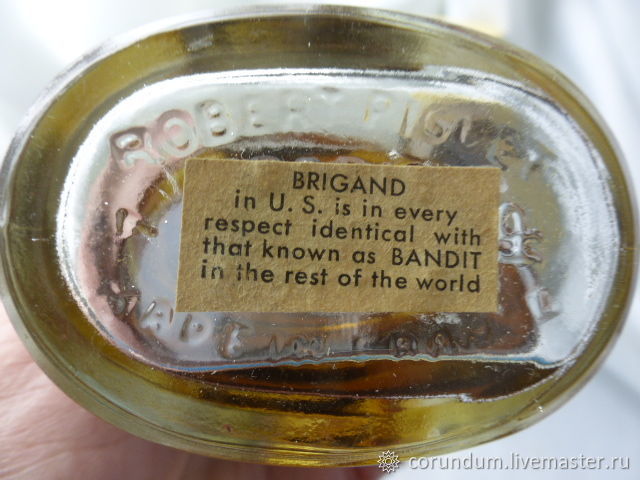 ROBERT PIGUET
BRIGAND
in U. S. is in every
respect identical with
that known as BANDIT
in the rest of the world
MADE
corundum.livemaster.ru